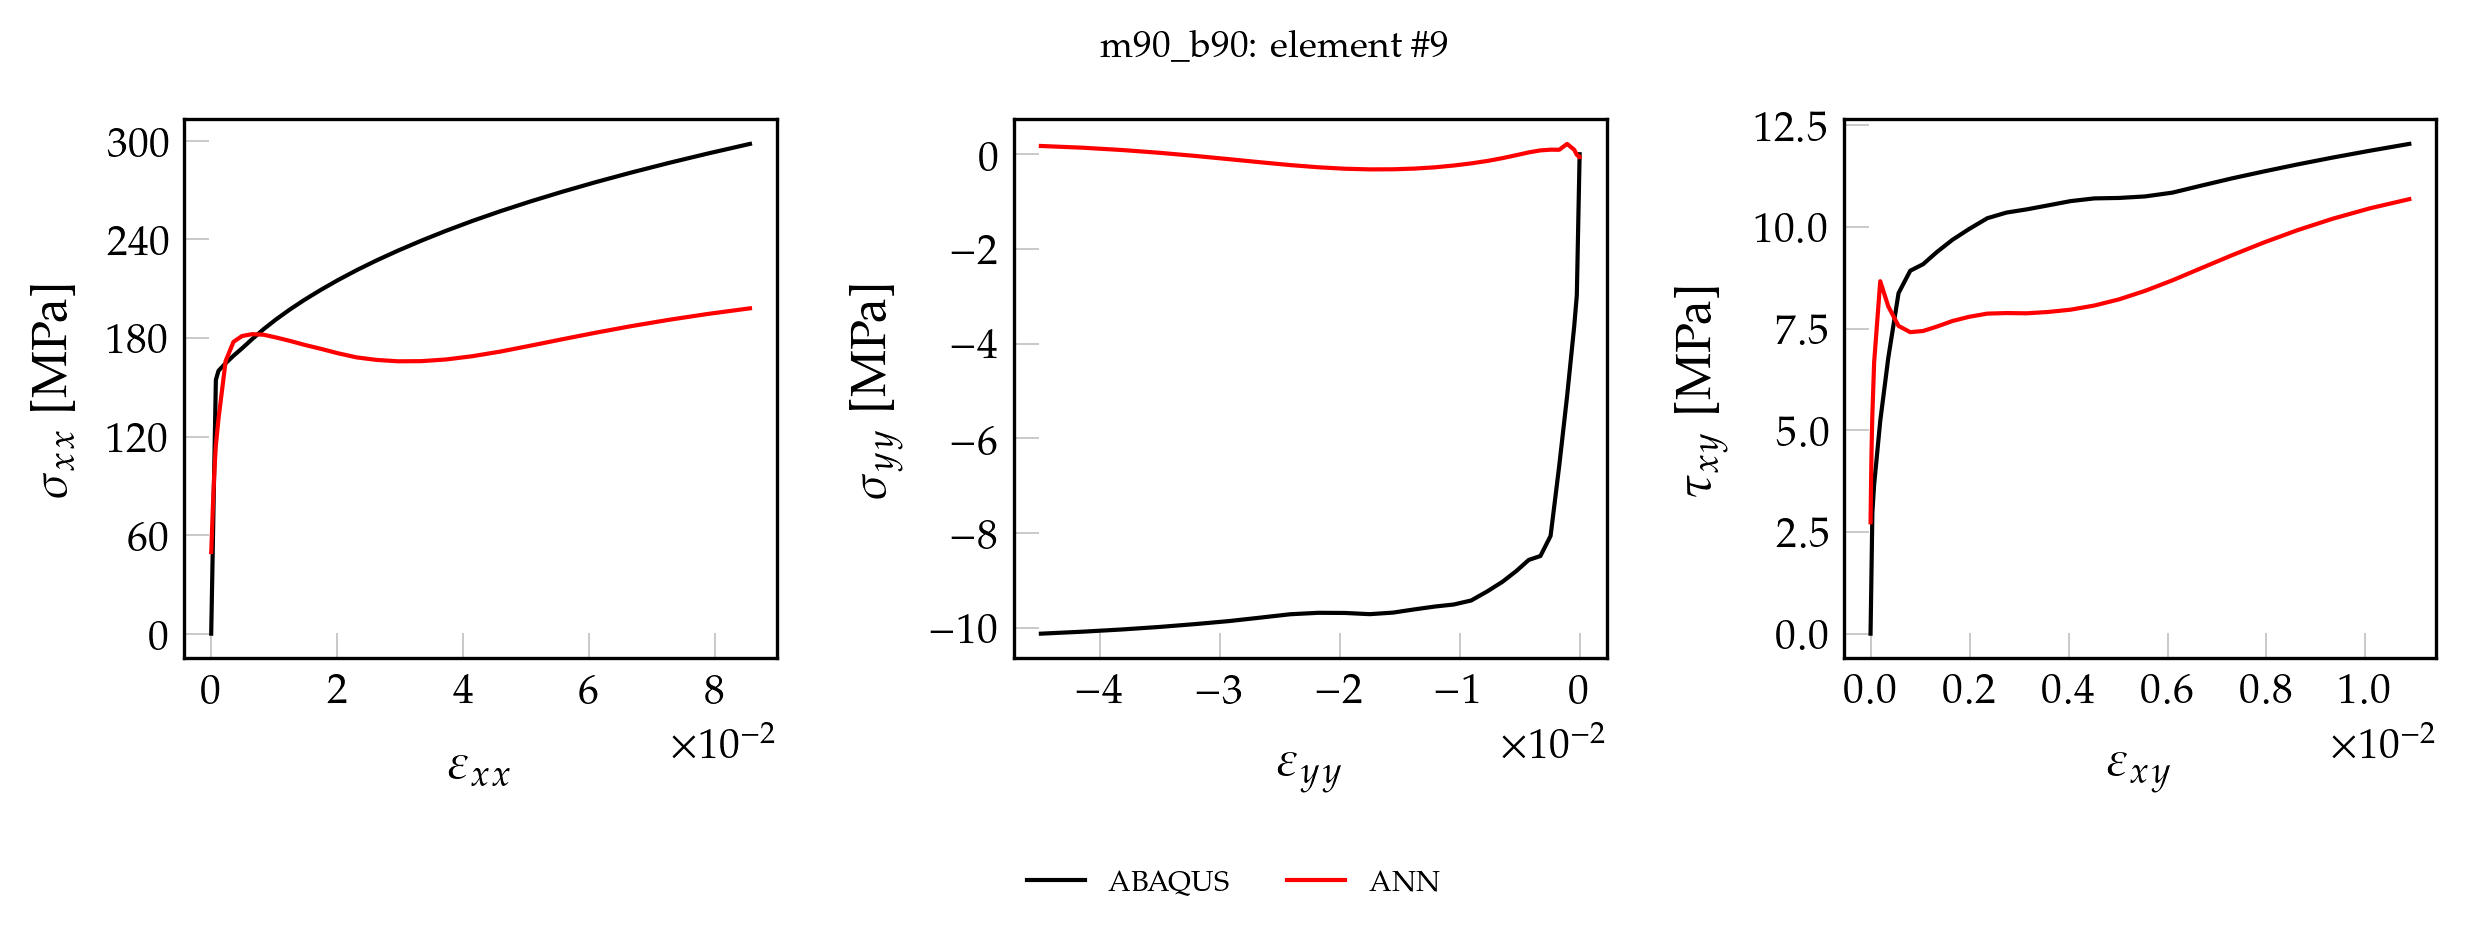 m90_b90: element #9
σxx [MPa]
300
240
180
120
60
0
0 2 4 6 8
×10⁻²
εxx
σyy [MPa]
0
−2
−4
−6
−8
−10
−4 −3 −2 −1 0
×10⁻²
εyy
τxy [MPa]
12.5
10.0
7.5
5.0
2.5
0.0
0.0 0.2 0.4 0.6 0.8 1.0
×10⁻²
εxy
ABAQUS ANN